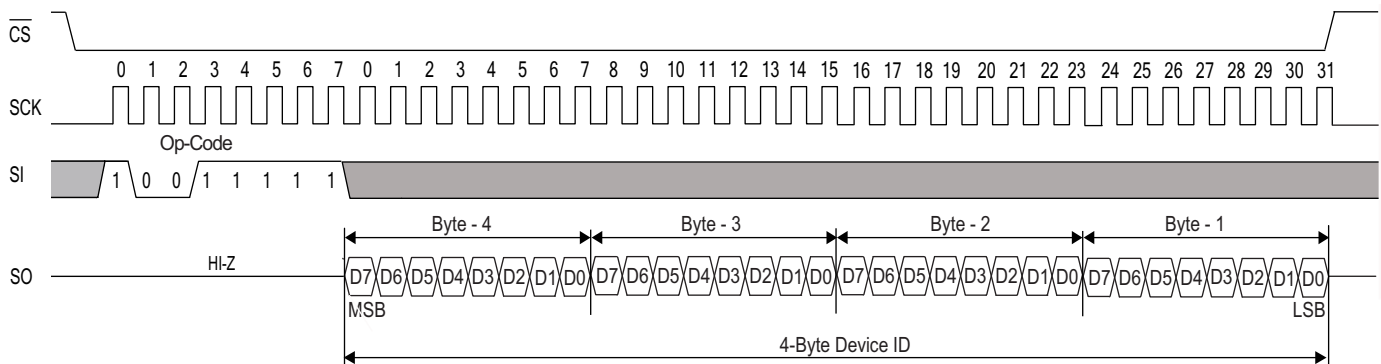 CS
0 1 2 3 4 5 6 7 0 1 2 3 4 5 6 7 8 9 10 11 12 13 14 15 16 17 18 19 20 21 22 23 24 25 26 27 28 29 30 31
SCK
Op-Code
SI 1 0 0 1 1 1 1 1
Byte - 4 Byte - 3 Byte - 2 Byte - 1
SO HI-Z D7 D6 D5 D4 D3 D2 D1 D0 D7 D6 D5 D4 D3 D2 D1 D0 D7 D6 D5 D4 D3 D2 D1 D0 D7 D6 D5 D4 D3 D2 D1 D0
MSB LSB
4-Byte Device ID